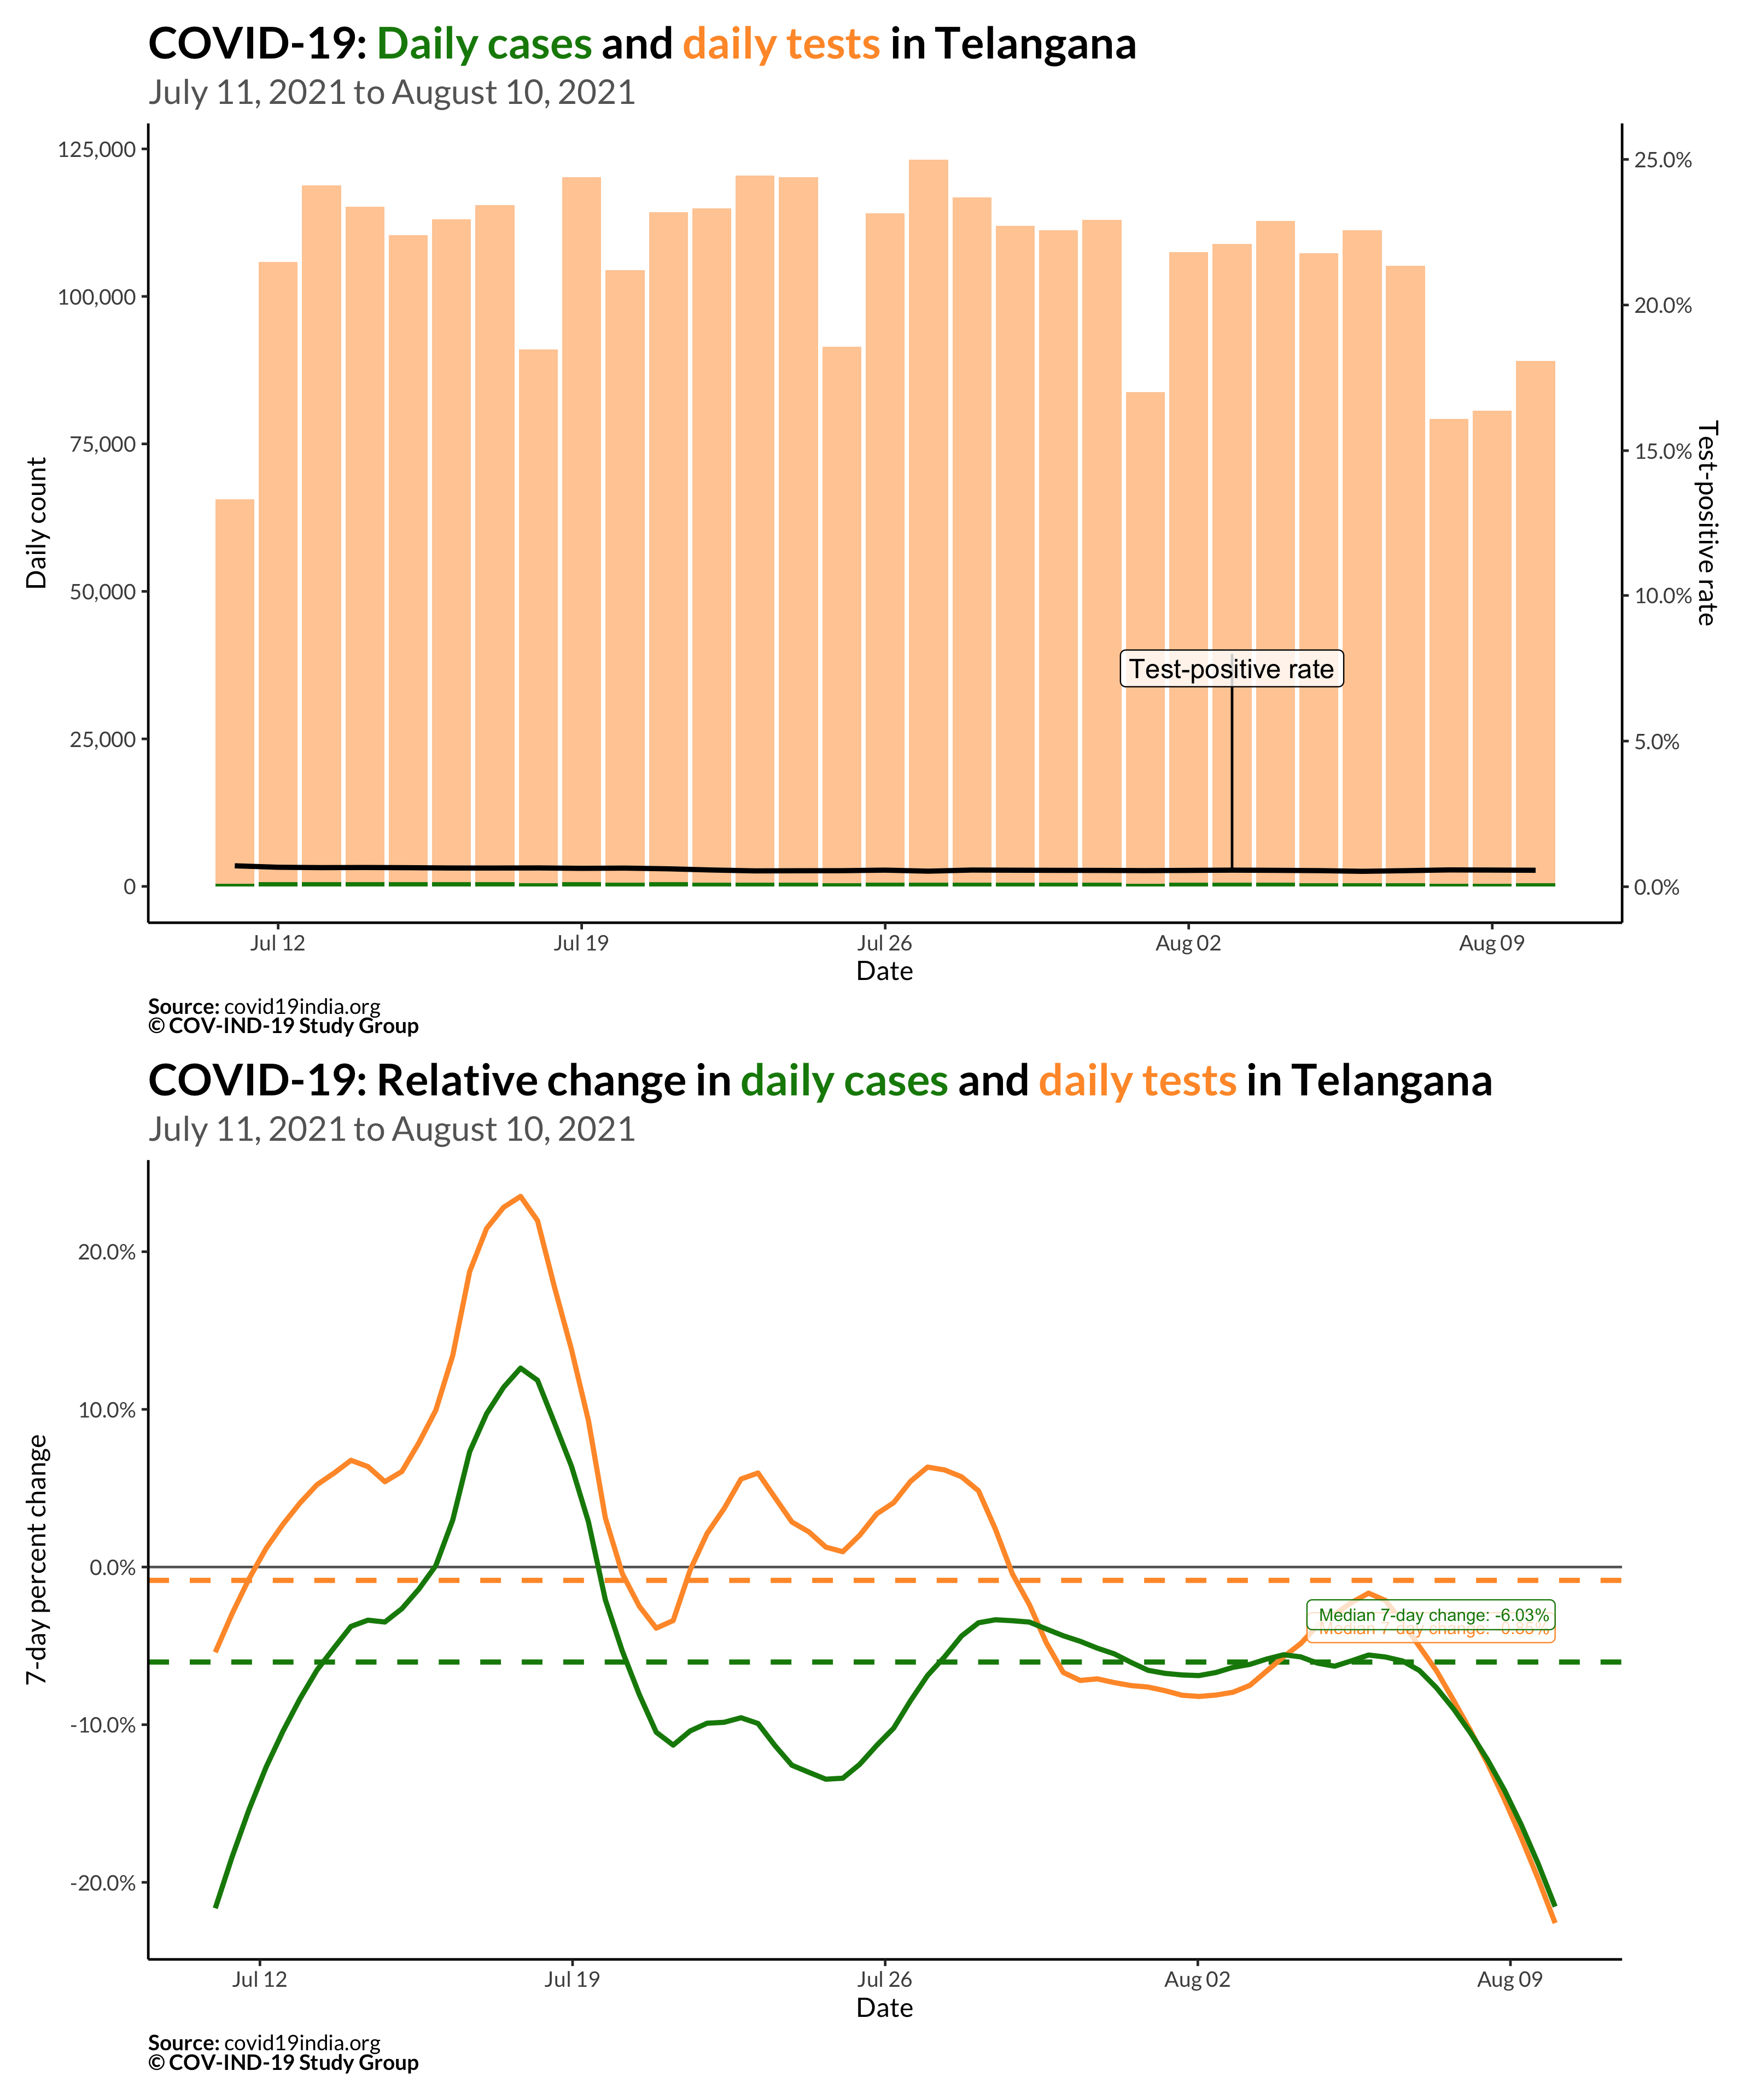 COVID-19: Daily cases and daily tests in Telangana
July 11, 2021 to August 10, 2021
125,000
100,000
75,000
50,000
25,000
0
Daily count
25.0%
20.0%
15.0%
10.0%
5.0%
0.0%
Test-positive rate
Test-positive rate
Jul 12
Jul 19
Jul 26
Aug 02
Aug 09
Date
Source: covid19india.org
© COV-IND-19 Study Group
COVID-19: Relative change in daily cases and daily tests in Telangana
July 11, 2021 to August 10, 2021
20.0%
10.0%
0.0%
-10.0%
-20.0%
7-day percent change
Median 7-day change: -6.03%
Median 7-day change: -0.85%
Jul 12
Jul 19
Jul 26
Aug 02
Aug 09
Date
Source: covid19india.org
© COV-IND-19 Study Group